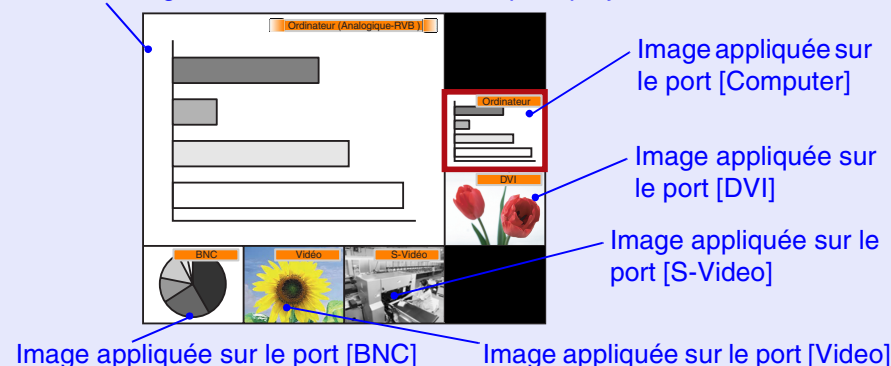 Ordinateur (Analogique-RVB)
Image appliquée sur
le port [Computer]
Ordinateur
Image appliquée sur
le port [DVI]
DVI
Image appliquée sur le
port [S-Video]
BNC
Vidéo
S-Vidéo
Image appliquée sur le port [BNC]
Image appliquée sur le port [Video]